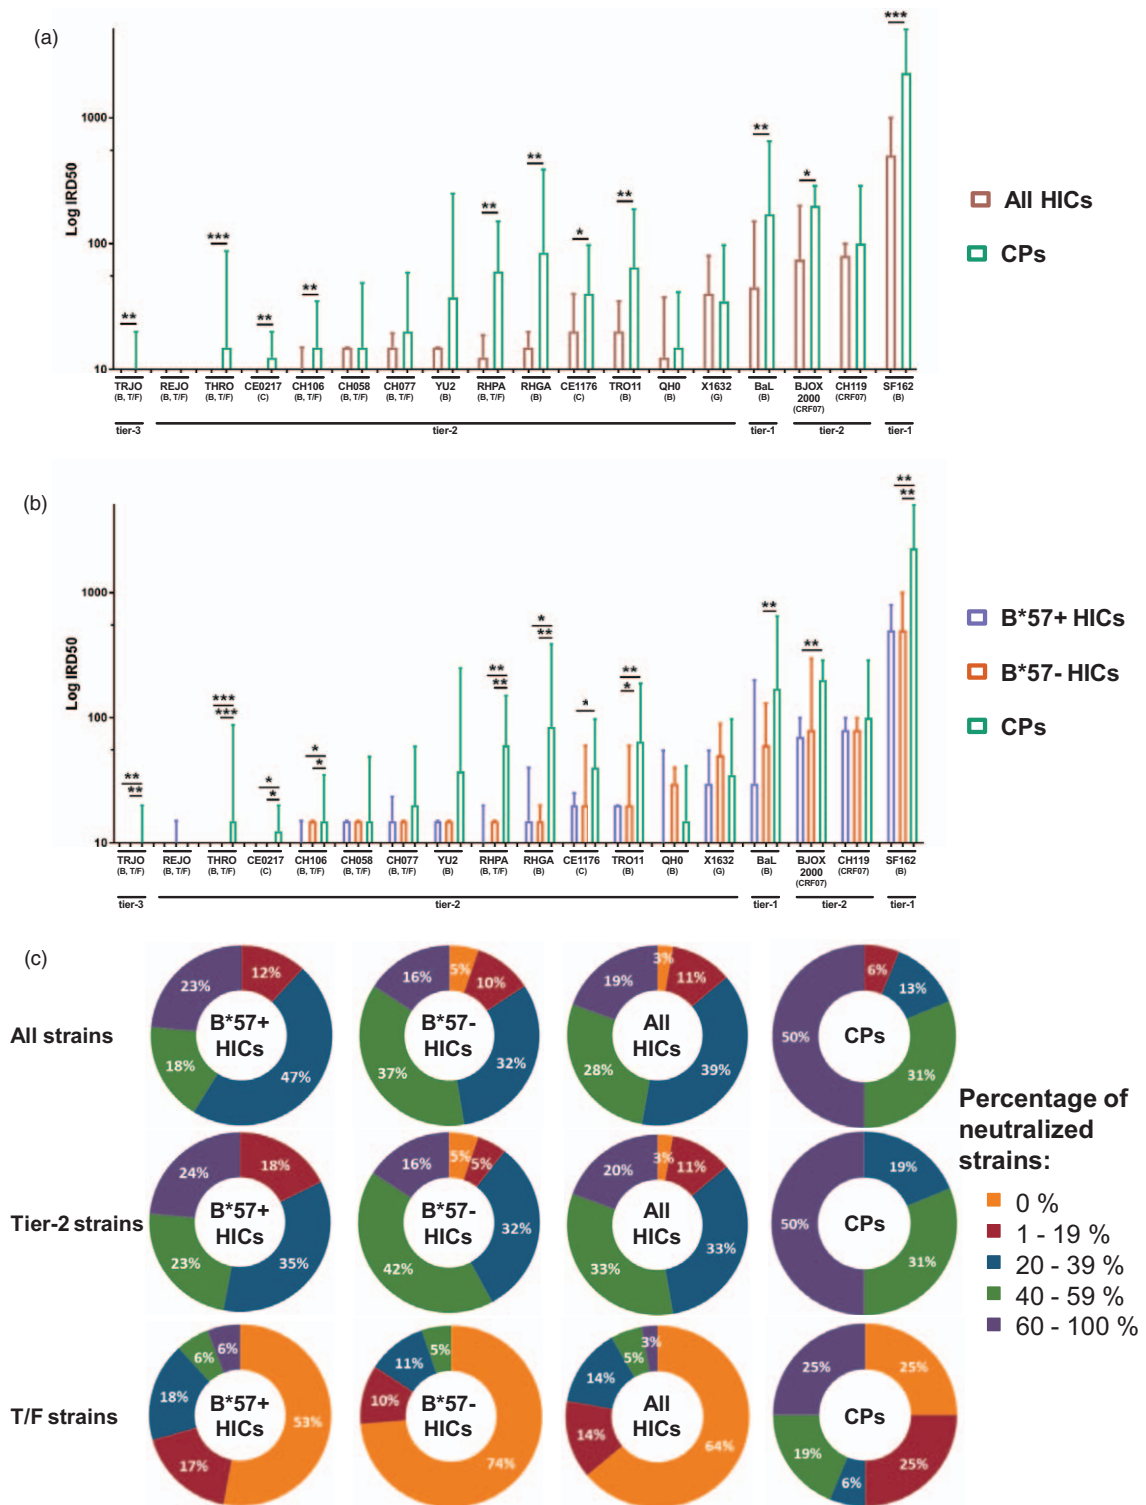 (a)
***
1000
**
**
*
All HICs
Log IRD50
***
**
**
*
CPs
100
**
**
**
10
TRJO REJO THRO CE0217 CH106 CH058 CH077 YU2 RHPA RHGA CE1176 TRO11 QH0 X1632 BaL BJOX CH119 SF162
(B, T/F) (B, T/F) (B, T/F) (C) (B, T/F) (B, T/F) (B, T/F) (B) (B, T/F) (B) (C) (B) (B) (G) (B) 2000 (CRF07) (B)
(CRF07)
tier-3 tier-2 tier-1 tier-2 tier-1
(b)
**
**
1000
**
**
B*57+ HICs
Log IRD50
*
**
**
**
**
*
B*57- HICs
***
***
*
CPs
100
**
**
*
*
*
*
10
TRJO REJO THRO CE0217 CH106 CH058 CH077 YU2 RHPA RHGA CE1176 TRO11 QH0 X1632 BaL BJOX CH119 SF162
(B, T/F) (B, T/F) (B, T/F) (C) (B, T/F) (B, T/F) (B, T/F) (B) (B, T/F) (B) (C) (B) (B) (G) (B) 2000 (CRF07) (B)
(CRF07)
tier-3 tier-2 tier-1 tier-2 tier-1
(c)
All strains
23% 12% 18% 47%
B*57+
HICs
16% 5% 10% 37% 32%
B*57-
HICs
19% 3% 11% 28% 39%
All
HICs
6% 13% 50% 31%
CPs
Tier-2 strains
24% 18% 23% 35%
B*57+
HICs
16% 5% 5% 32% 42%
B*57-
HICs
20% 3% 11% 33% 33%
All
HICs
19% 50% 31%
CPs
T/F strains
6% 6% 18% 53% 17%
B*57+
HICs
5% 11% 10% 74%
B*57-
HICs
3% 5% 14% 14% 64%
All
HICs
25% 25% 19% 6% 25%
CPs
Percentage of
neutralized
strains:
0 %
1 - 19 %
20 - 39 %
40 - 59 %
60 - 100 %